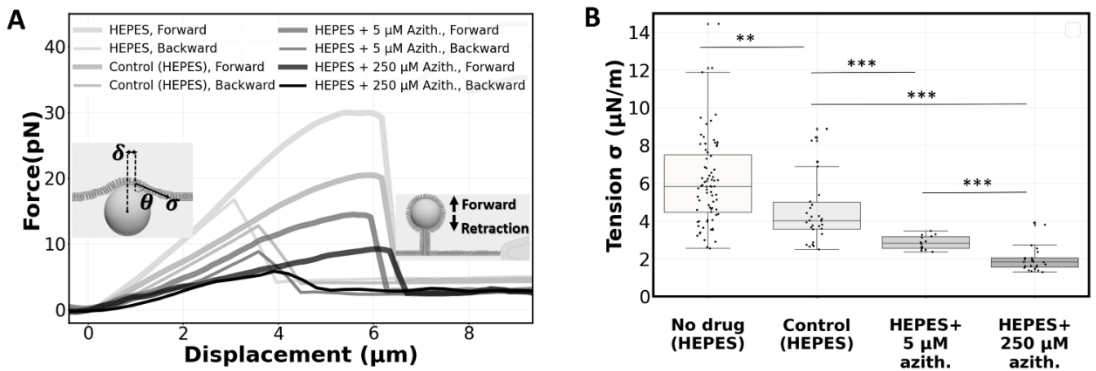 A
Force(pN)
40
30
20
10
0
HEPES, Forward
HEPES, Backward
Control (HEPES), Forward
Control (HEPES), Backward
HEPES + 5 μM Azith., Forward
HEPES + 5 μM Azith., Backward
HEPES + 250 μM Azith., Forward
HEPES + 250 μM Azith., Backward
δ
θ
σ
Forward
Retraction
0 2 4 6 8
Displacement (μm)
B
Tension σ (μN/m)
14
12
10
8
6
4
2
0
**
***
***
***
No drug
(HEPES)
Control
(HEPES)
HEPES+
5 μM
azith.
HEPES+
250 μM
azith.